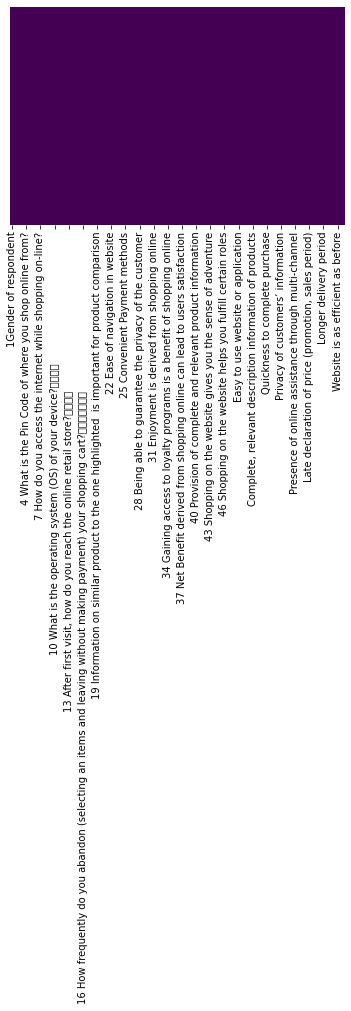 1Gender of respondent
4 What is the Pin Code of where you shop online from?
7 How do you access the internet while shopping on-line?
10 What is the operating system (OS) of your device?▯▯▯▯
13 After first visit, how do you reach the online retail store?▯▯▯▯
16 How frequently do you abandon (selecting an items and leaving without making payment) your shopping cart?▯▯▯▯▯▯▯
19 Information on similar product to the one highlighted  is important for product comparison
22 Ease of navigation in website
25 Convenient Payment methods
28 Being able to guarantee the privacy of the customer
31 Enjoyment is derived from shopping online
34 Gaining access to loyalty programs is a benefit of shopping online
37 Net Benefit derived from shopping online can lead to users satisfaction
40 Provision of complete and relevant product information
43 Shopping on the website gives you the sense of adventure
46 Shopping on the website helps you fulfill certain roles
Easy to use website or application
Complete, relevant description information of products
Quickness to complete purchase
Privacy of customers' information
Presence of online assistance through multi-channel
Late declaration of price (promotion, sales period)
Longer delivery period
Website is as efficient as before